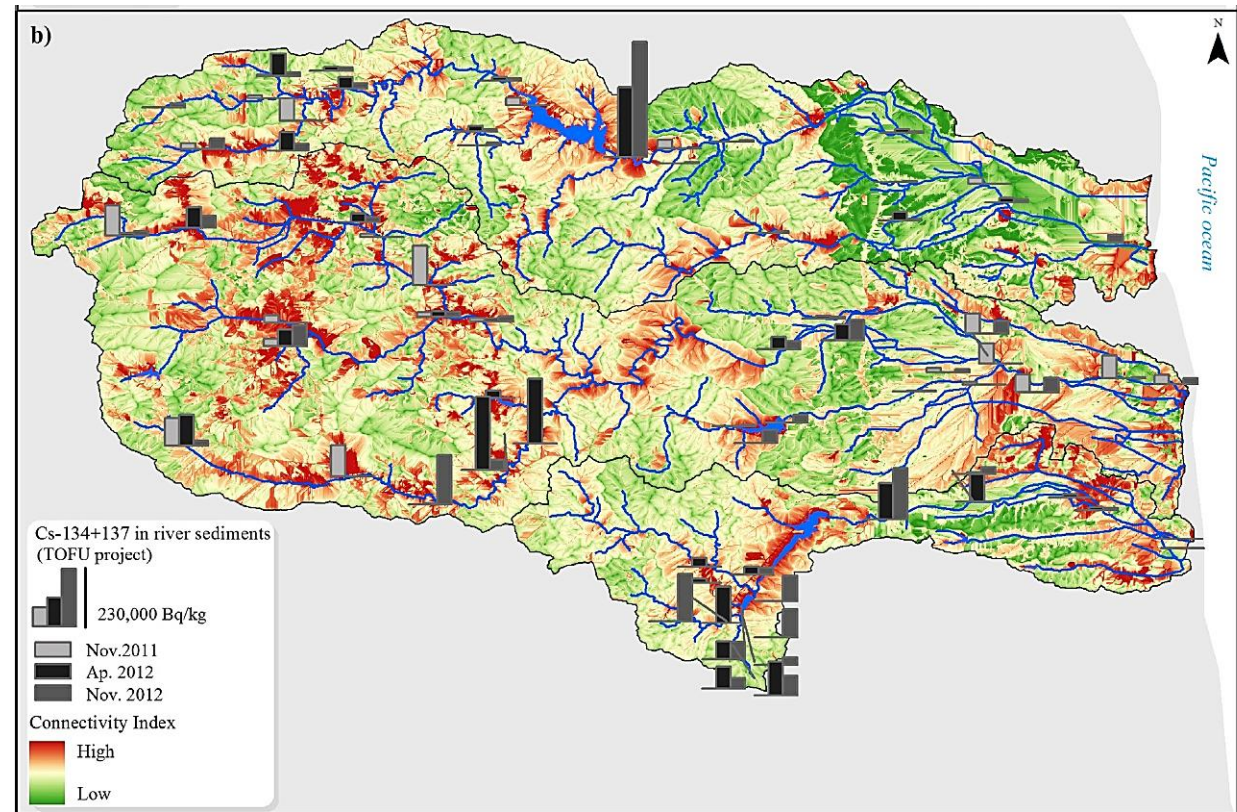 b)
N
Pacific ocean
Cs-134+137 in river sediments
(TOFU project)
230,000 Bq/kg
Nov.2011
Ap. 2012
Nov. 2012
Connectivity Index
High
Low